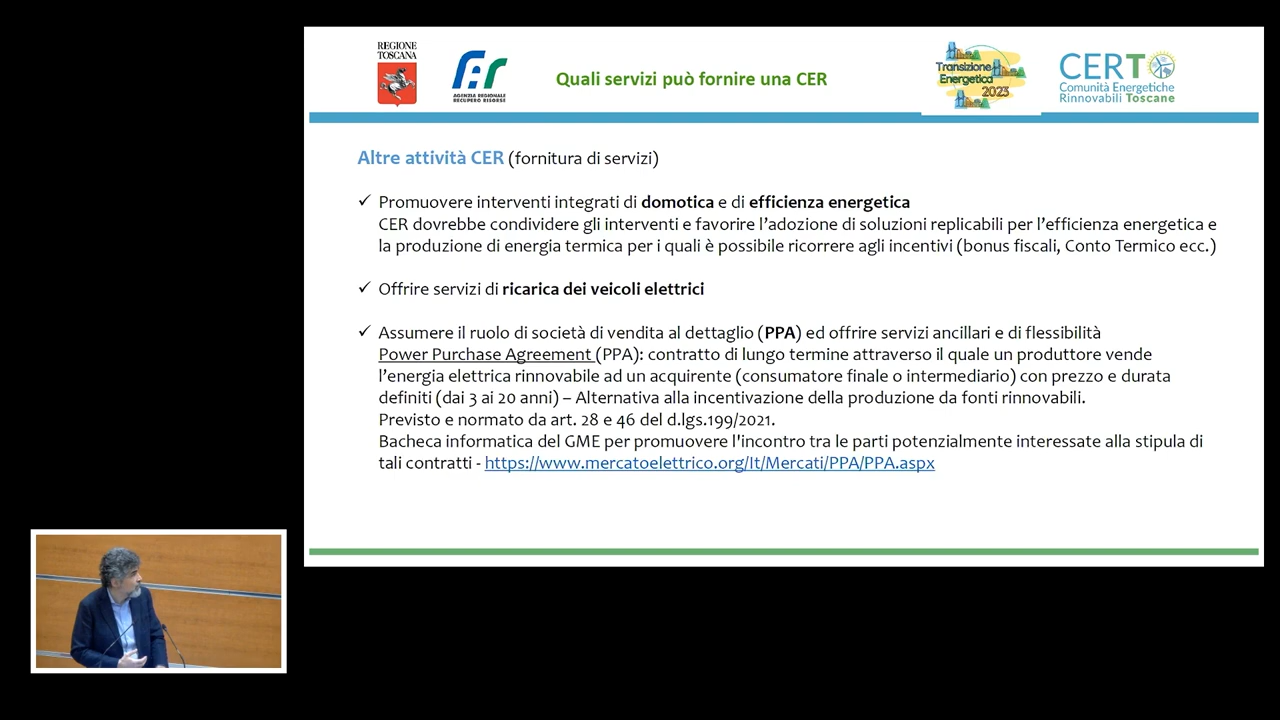 REGIONE
TOSCANA
AGENZIA REGIONALE
RECUPERO RISORSE
Quali servizi può fornire una CER
Transizione
Energetica
2023
CERT
Comunità Energetiche
Rinnovabili Toscane
Altre attività CER (fornitura di servizi)
✓ Promuovere interventi integrati di domotica e di efficienza energetica
CER dovrebbe condividere gli interventi e favorire l'adozione di soluzioni replicabili per l'efficienza energetica e
la produzione di energia termica per i quali è possibile ricorrere agli incentivi (bonus fiscali, Conto Termico ecc.)
✓ Offrire servizi di ricarica dei veicoli elettrici
✓ Assumere il ruolo di società di vendita al dettaglio (PPA) ed offrire servizi ancillari e di flessibilità
Power Purchase Agreement (PPA): contratto di lungo termine attraverso il quale un produttore vende
l'energia elettrica rinnovabile ad un acquirente (consumatore finale o intermediario) con prezzo e durata
definiti (dai 3 ai 20 anni) – Alternativa alla incentivazione della produzione da fonti rinnovabili.
Previsto e normato da art. 28 e 46 del d.lgs.199/2021.
Bacheca informatica del GME per promuovere l'incontro tra le parti potenzialmente interessate alla stipula di
tali contratti - https://www.mercatoelettrico.org/It/Mercati/PPA/PPA.aspx